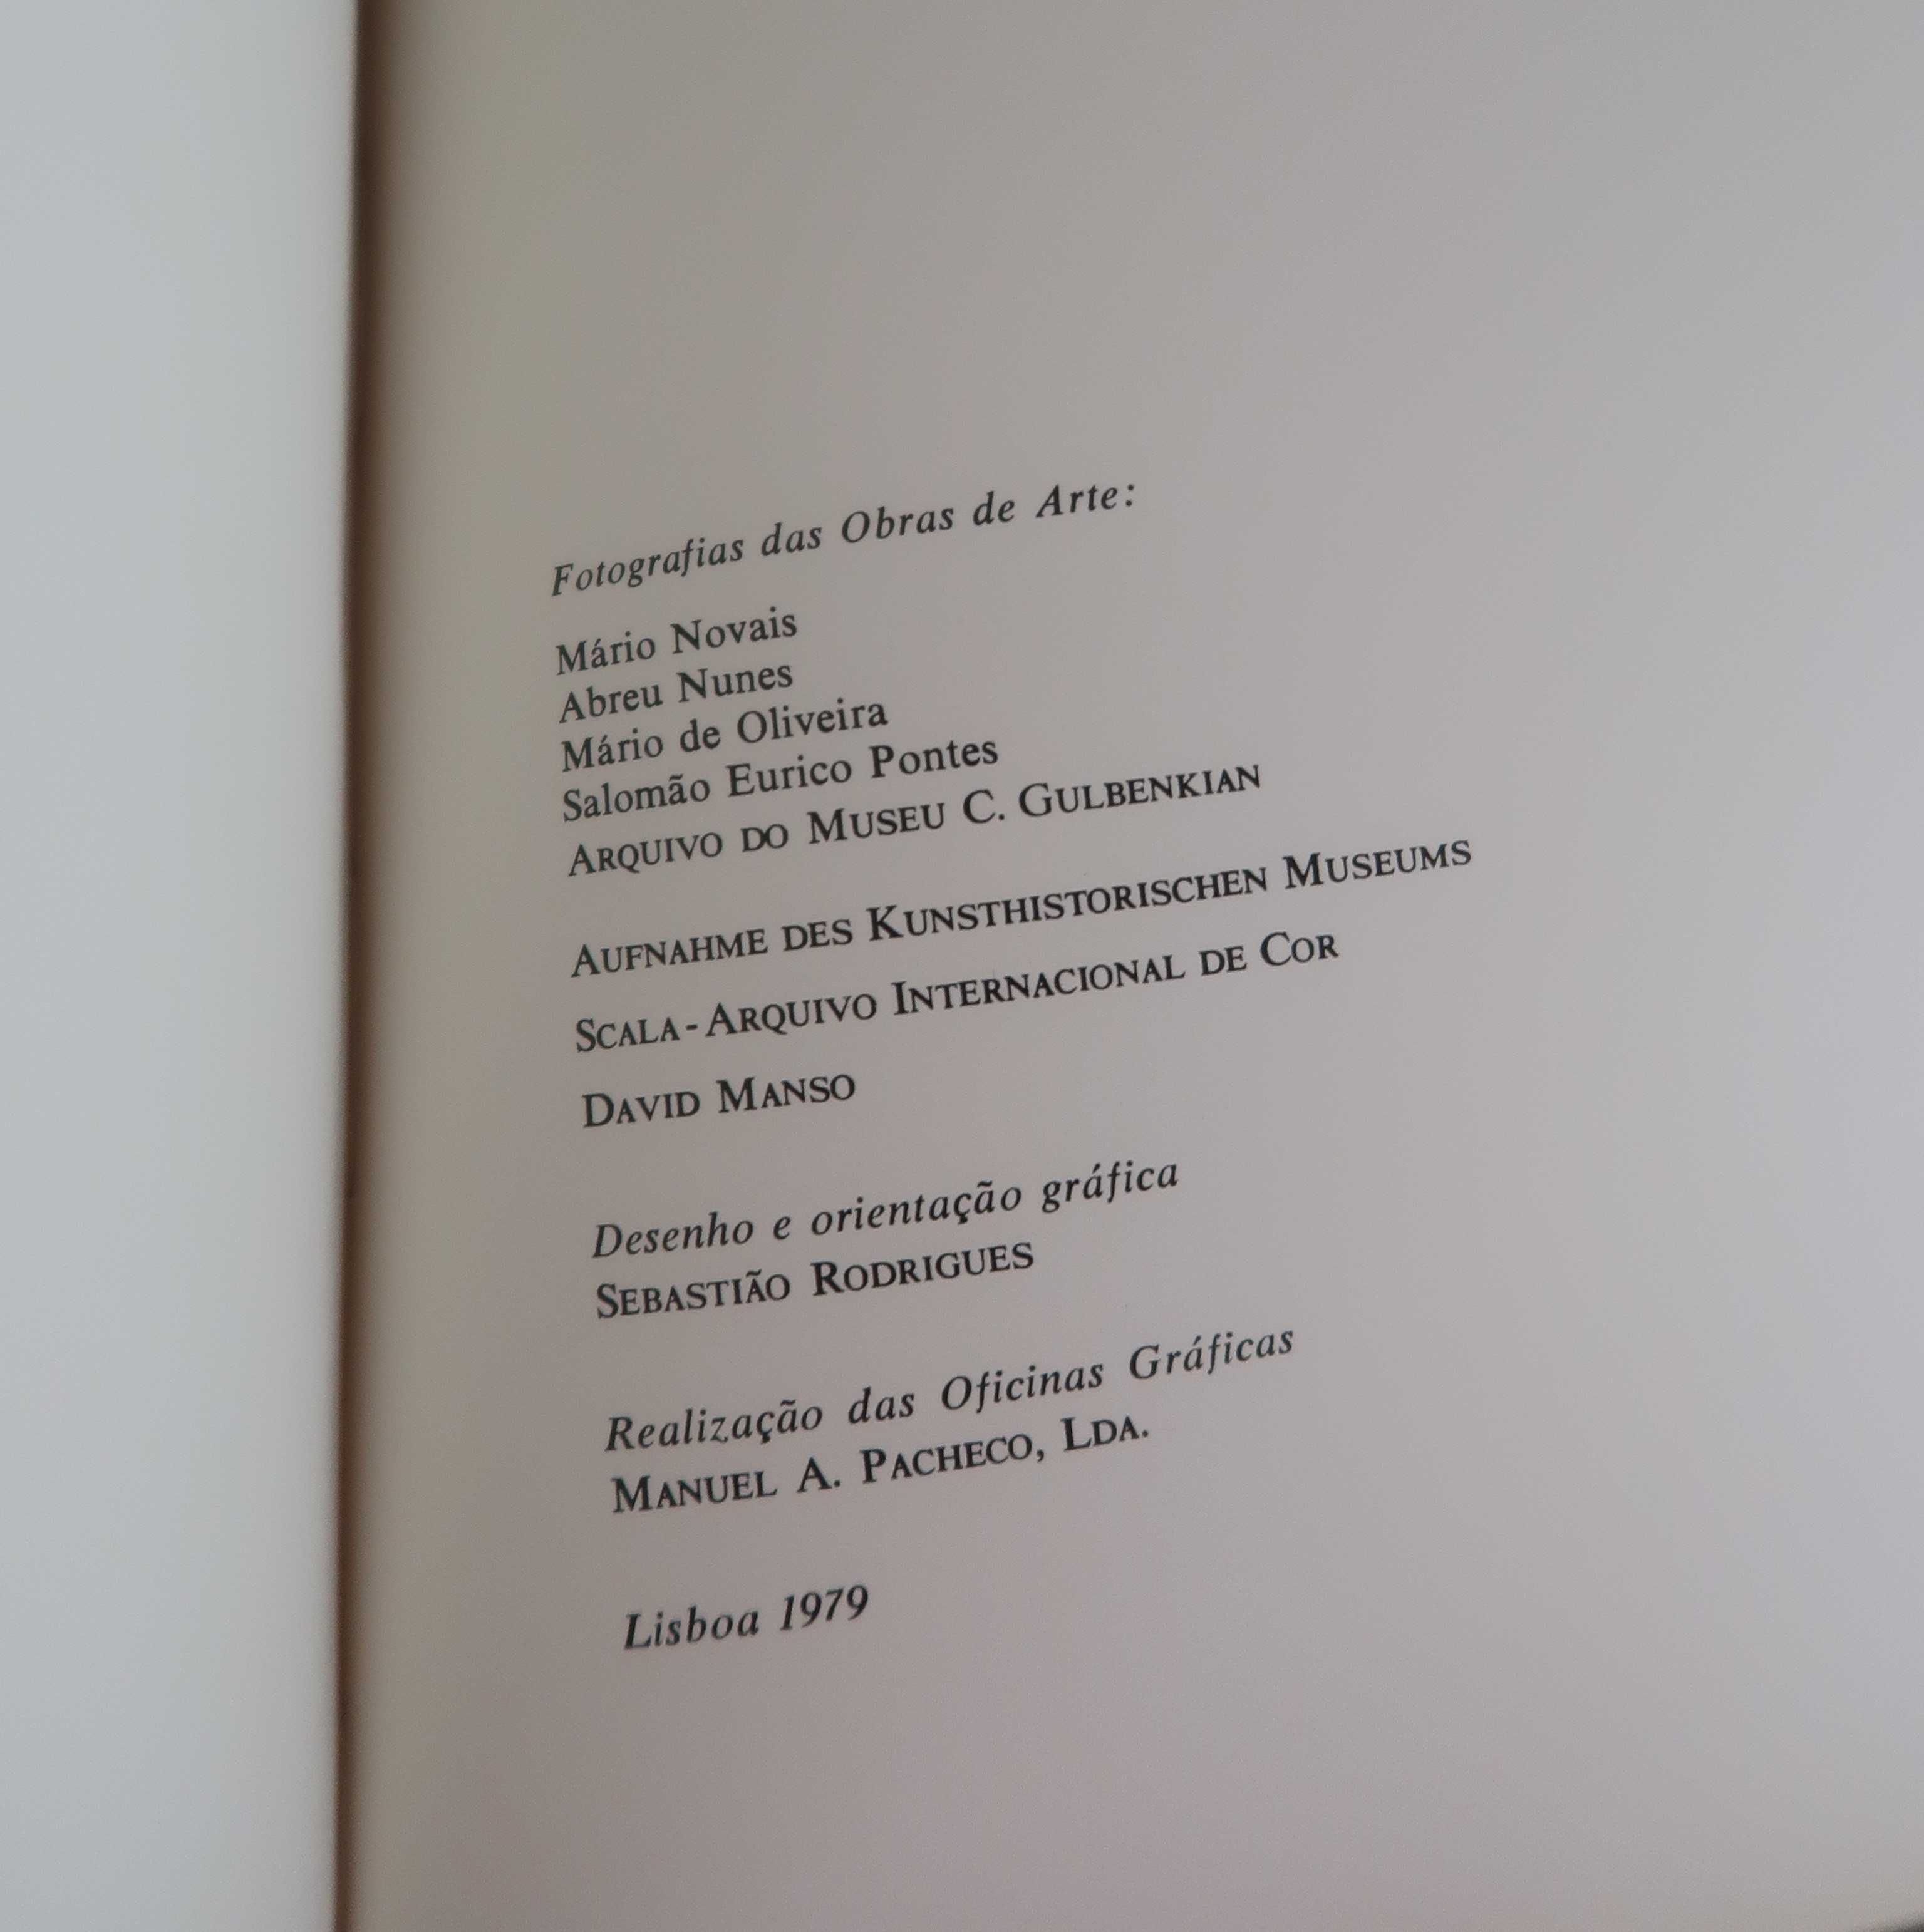 Fotografias das Obras de Arte:
Mário Novais
Abreu Nunes
Mário de Oliveira
Salomão Eurico Pontes
ARQUIVO DO MUSEU C. GULBENKIAN
AUFNAHME DES KUNSTHISTORISCHEN MUSEUMS
SCALA-ARQUIVO INTERNACIONAL DE COR
DAVID MANSO
Desenho e orientação gráfica
SEBASTIÃO RODRIGUES
Realização das Oficinas Gráficas
MANUEL A. PACHECO, LDA.
Lisboa 1979